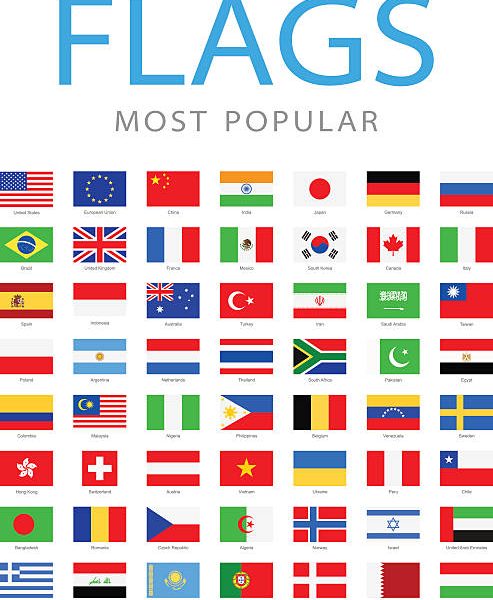 FLAGS
MOST POPULAR
United States European Union China India Japan Germany Russia
Brazil United Kingdom France Mexico South Korea Canada Italy
Spain Indonesia Australia Turkey Iran Saudi Arabia Taiwan
Poland Argentina Netherlands Thailand South Africa Pakistan Egypt
Colombia Malaysia Nigeria Philippines Belgium Venezuela Sweden
Hong Kong Switzerland Austria Vietnam Ukraine Peru Chile
Bangladesh Romania Czech Republic Algeria Norway Israel United Arab Emirates